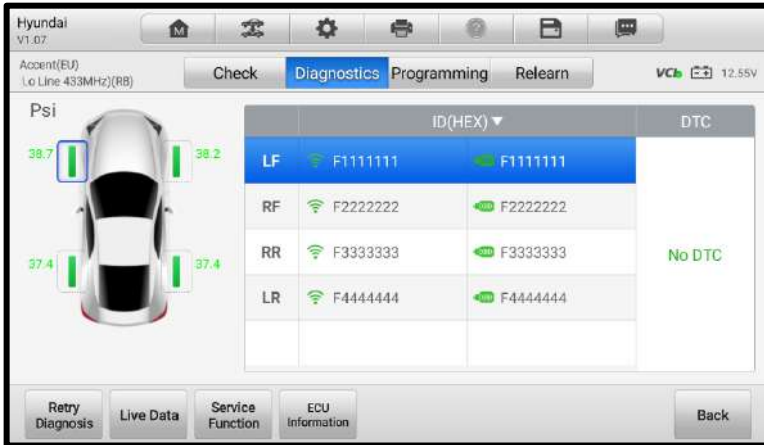 Hyundai
V1.07
Accent(EU)
Lo Line 433MHz)(RB)
Check Diagnostics Programming Relearn
VCI 12.55V
Psi
ID(HEX) ▼ DTC
38.7 38.2
LF F1111111 F1111111
RF F2222222 F2222222
RR F3333333 F3333333
37.4 37.4
No DTC
LR F4444444 F4444444
Retry
Diagnosis
Live Data
Service
Function
ECU
Information
Back